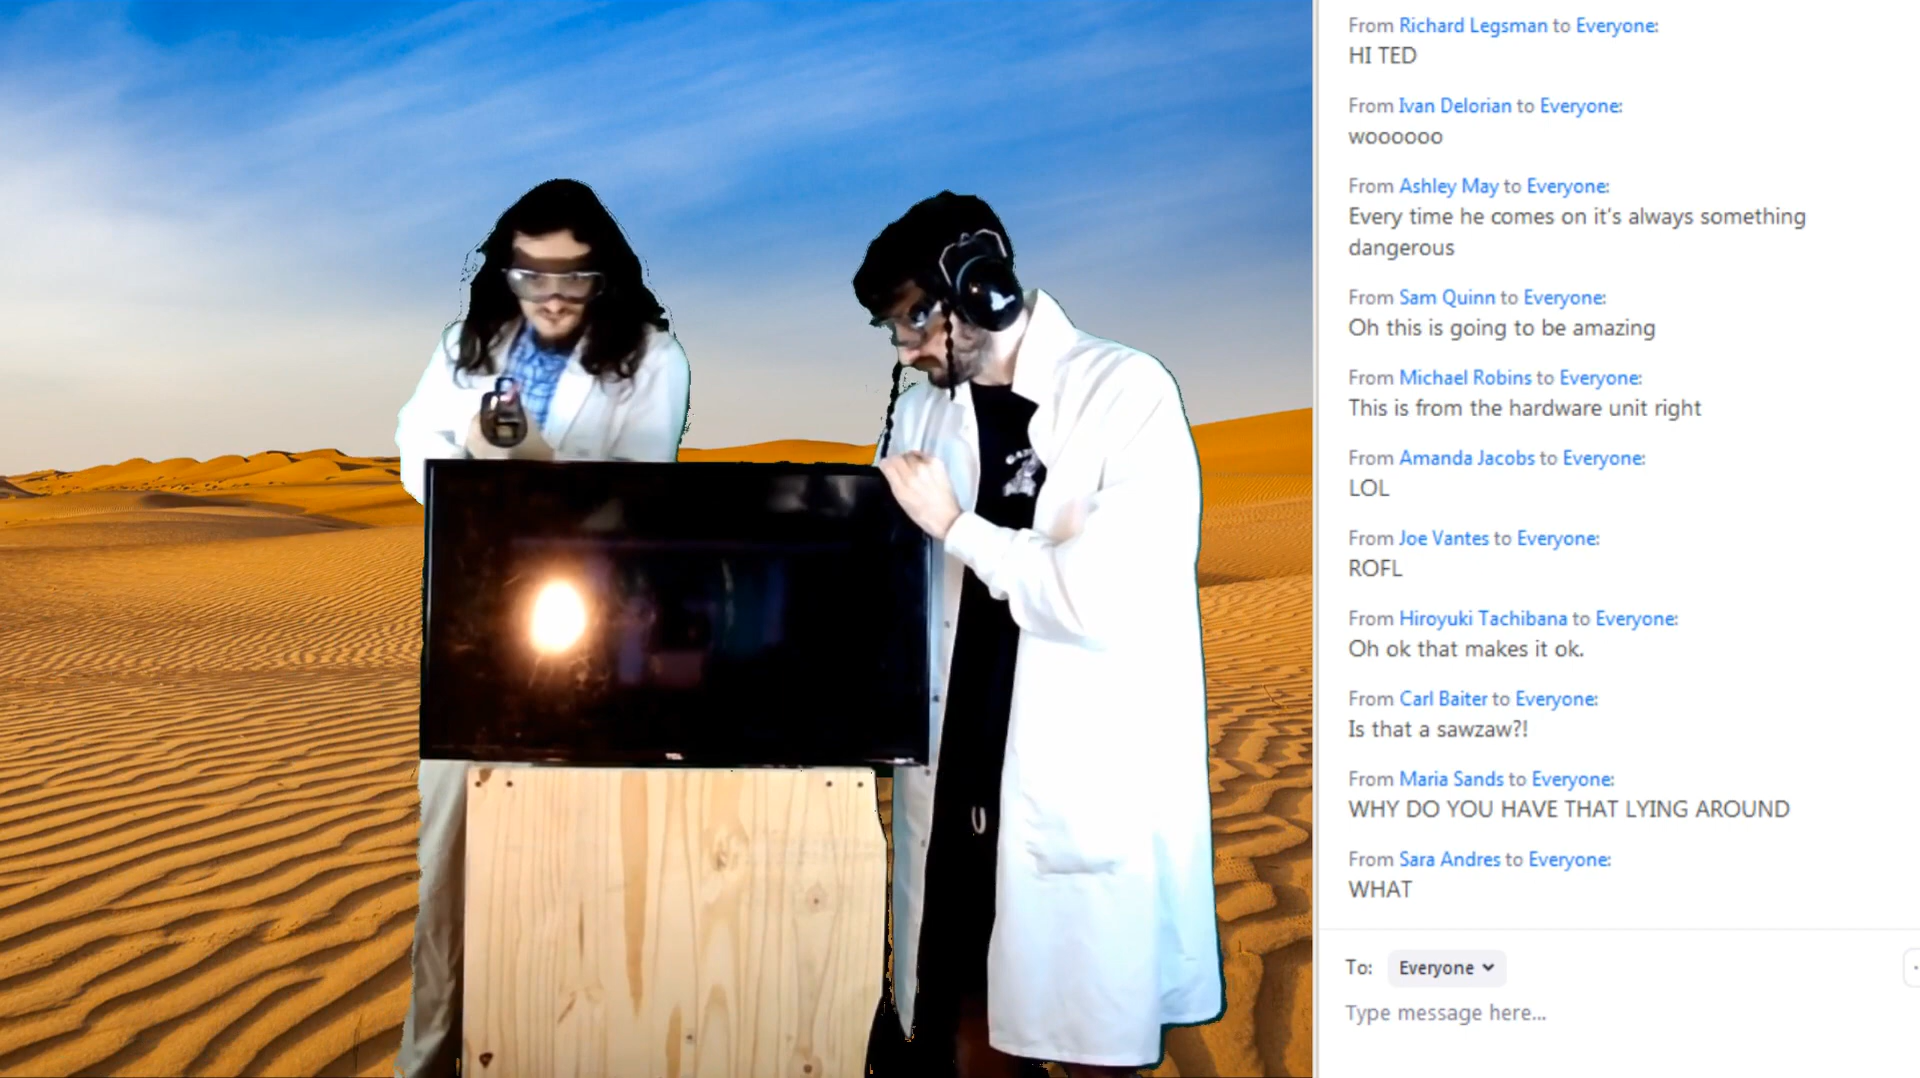 From Richard Legsman to Everyone:
HI TED
From Ivan Delorian to Everyone:
woooooo
From Ashley May to Everyone:
Every time he comes on it's always something
dangerous
From Sam Quinn to Everyone:
Oh this is going to be amazing
From Michael Robins to Everyone:
This is from the hardware unit right
From Amanda Jacobs to Everyone:
LOL
From Joe Vantes to Everyone:
ROFL
From Hiroyuki Tachibana to Everyone:
Oh ok that makes it ok.
From Carl Baiter to Everyone:
Is that a sawzaw?!
From Maria Sands to Everyone:
WHY DO YOU HAVE THAT LYING AROUND
From Sara Andres to Everyone:
WHAT
To: Everyone
Type message here...
TCL